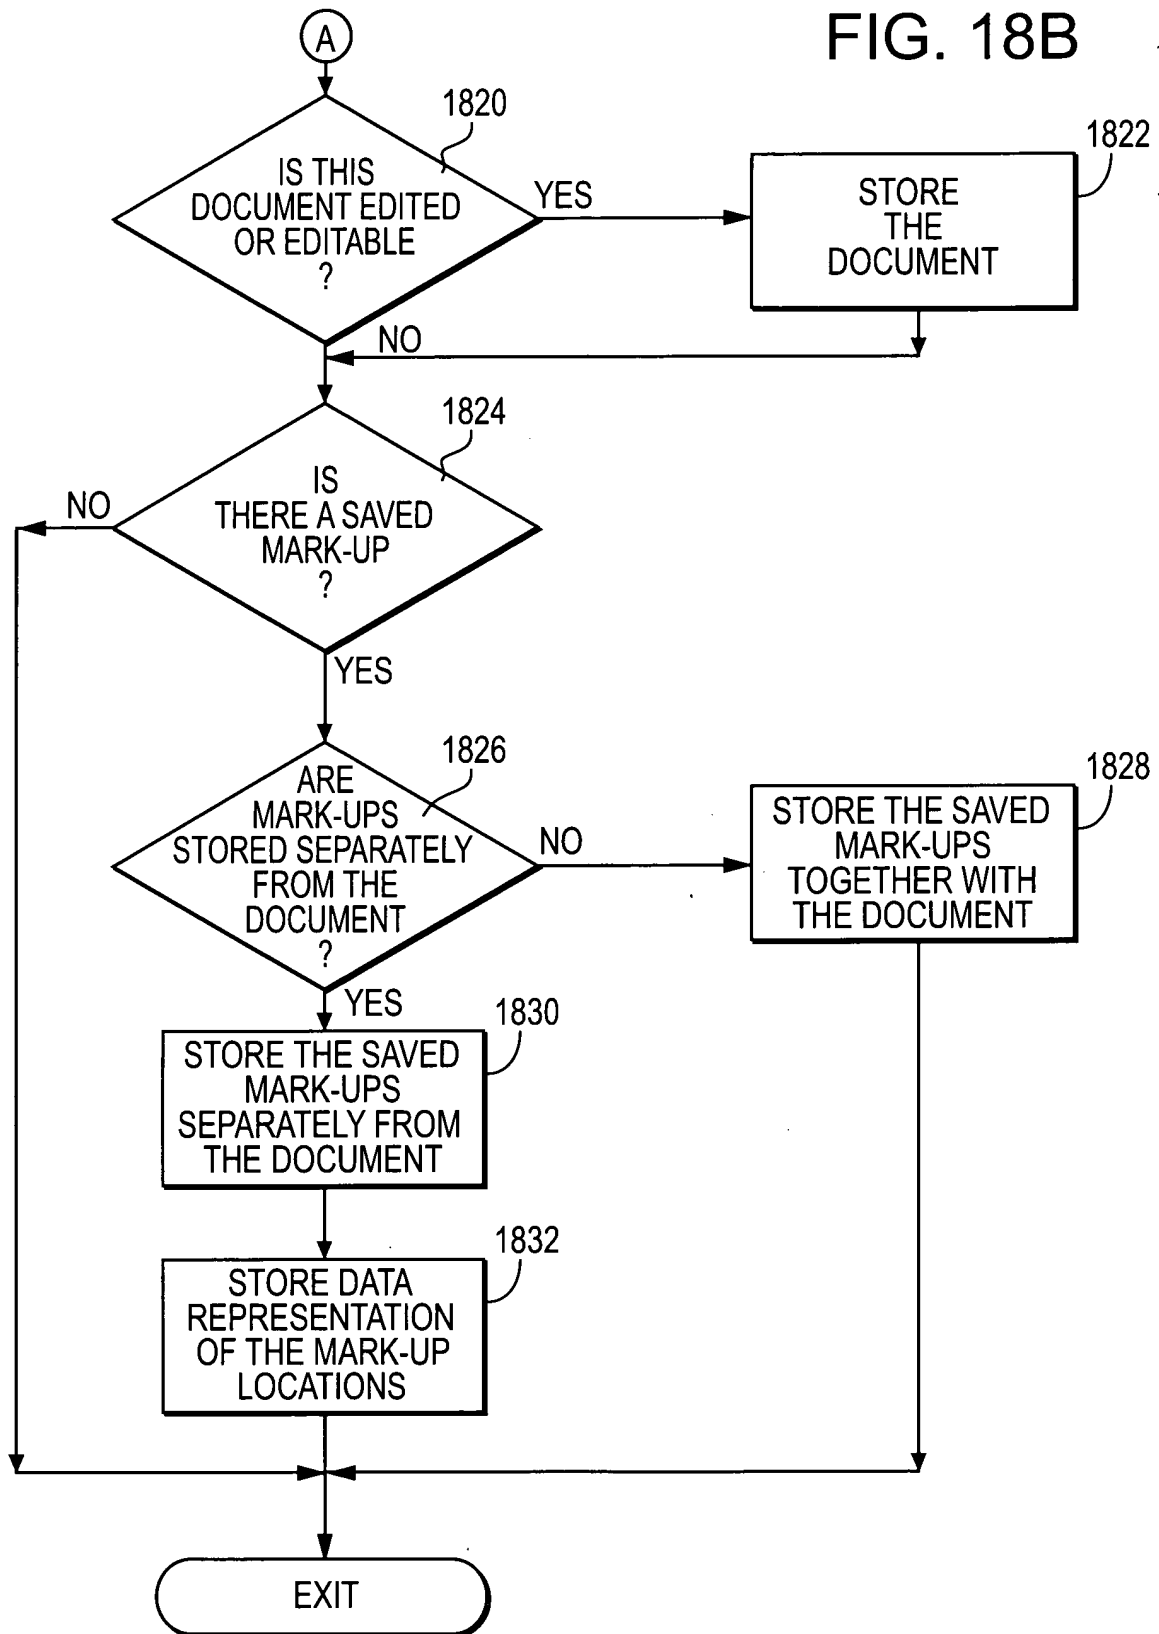 FIG. 18B
A
1820
IS THIS
DOCUMENT EDITED
OR EDITABLE
?
YES
1822
STORE
THE
DOCUMENT
NO
1824
IS
THERE A SAVED
MARK-UP
?
NO
YES
1826
ARE
MARK-UPS
STORED SEPARATELY
FROM THE
DOCUMENT
?
NO
1828
STORE THE SAVED
MARK-UPS
TOGETHER WITH
THE DOCUMENT
YES
1830
STORE THE SAVED
MARK-UPS
SEPARATELY FROM
THE DOCUMENT
1832
STORE DATA
REPRESENTATION
OF THE MARK-UP
LOCATIONS
EXIT